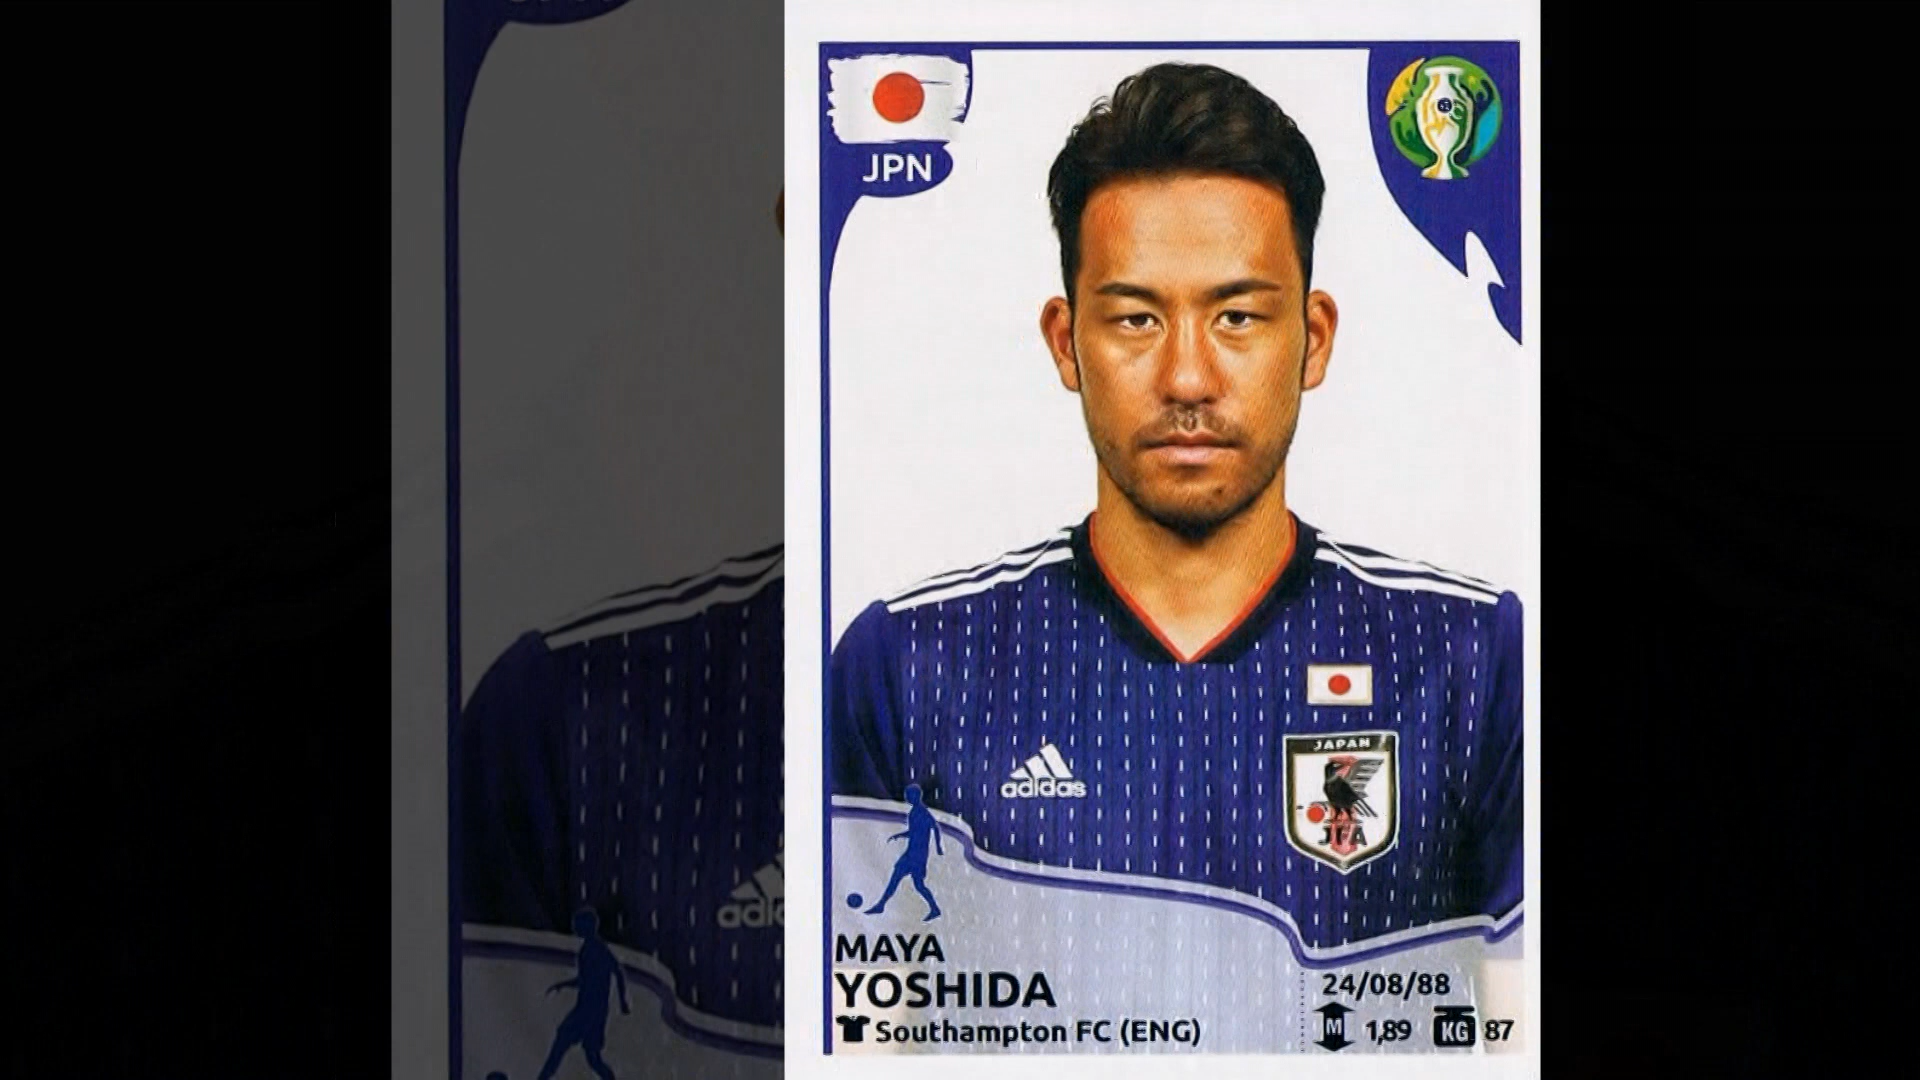 JPN
adidas
JAPAN
JFA
MAYA
YOSHIDA
Southampton FC (ENG)
24/08/88
M 1,89 KG 87